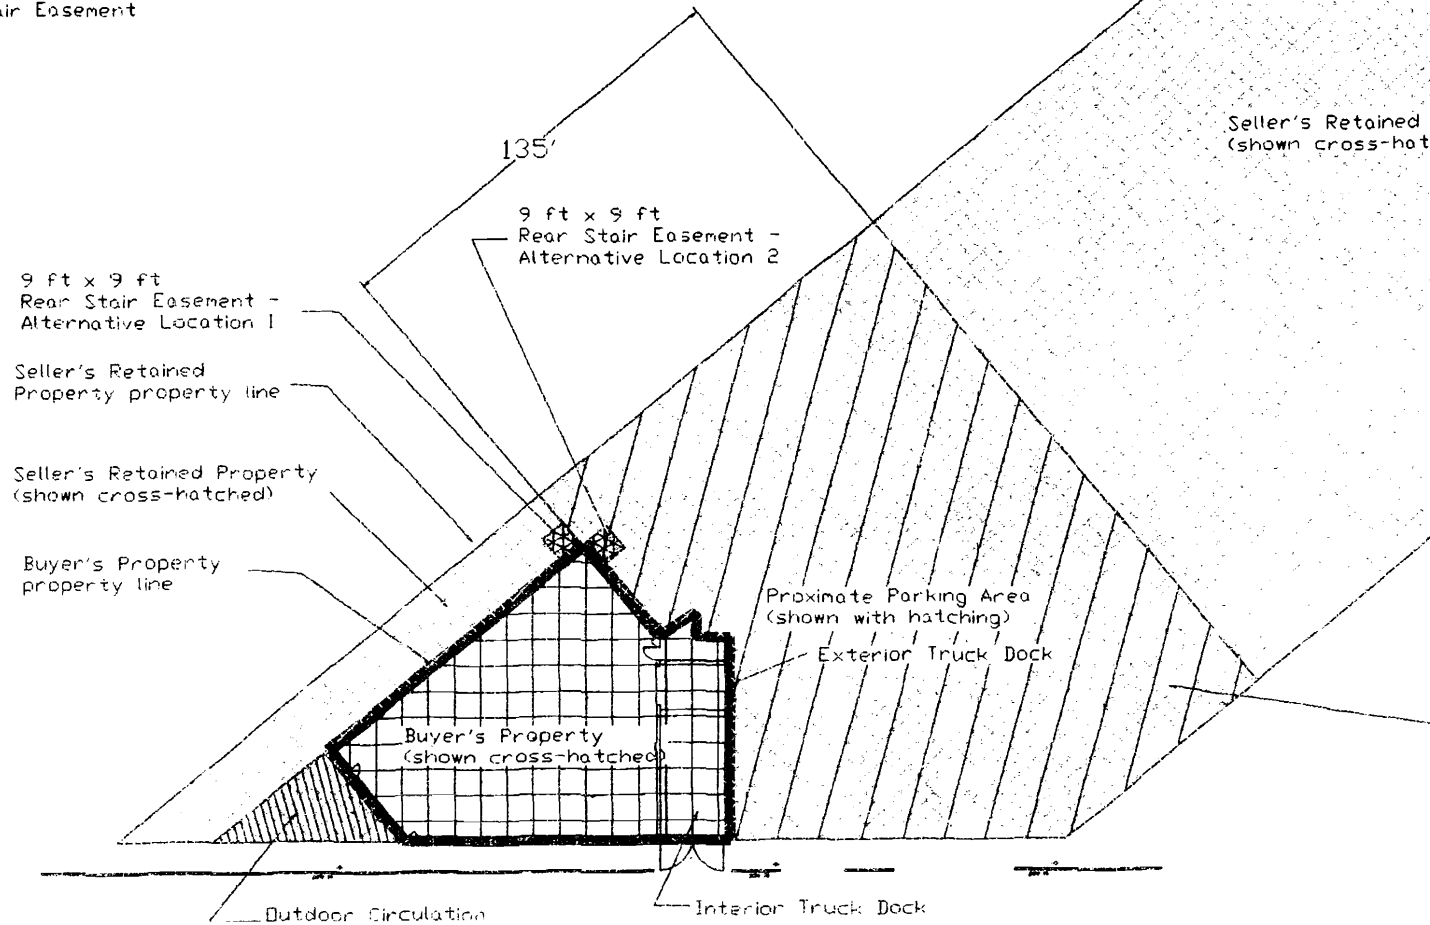 Easement
135'
Seller's Retained
(shown
9 ft x 9 ft
Rear Stair Easement -
Alternative Location 2
9 ft x 9 ft
Rear Stair Easement -
Alternative Location 1
Seller's Retained
Property property line
Seller's Retained Property
(shown cross-hatched)
Buyer's Property
property line
Proximate Parking Area
(shown with hatching)
Exterior Truck Dock
Buyer's Property
(shown cross-hatched)
Outdoor Circulation
Interior Truck Dock